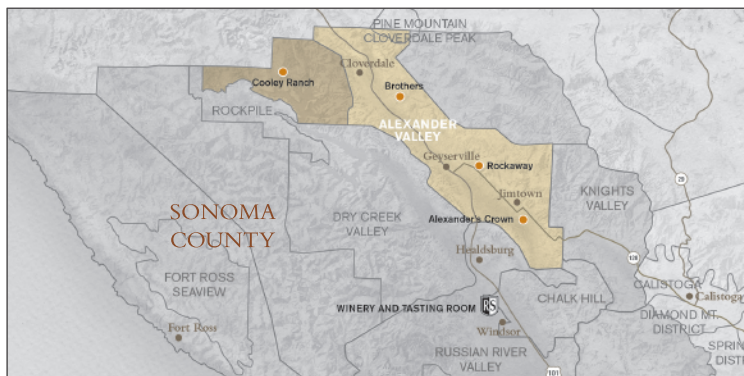 PINE MOUNTAIN
CLOVERDALE PEAK
Cloverdale
Cooley Ranch
Brothers
ROCKPILE
ALEXANDER
VALLEY
Geyserville
Rockaway
29
KNIGHTS
VALLEY
Jimtown
SONOMA
COUNTY
DRY CREEK
VALLEY
Alexander's Crown
Healdsburg
128
FORT ROSS
SEAVIEW
CALISTOGA
Calistoga
CHALK HILL
WINERY AND TASTING ROOM
RS
DIAMOND MT.
DISTRICT
Fort Ross
Windsor
SPRIN
DIST
RUSSIAN RIVER
VALLEY
101